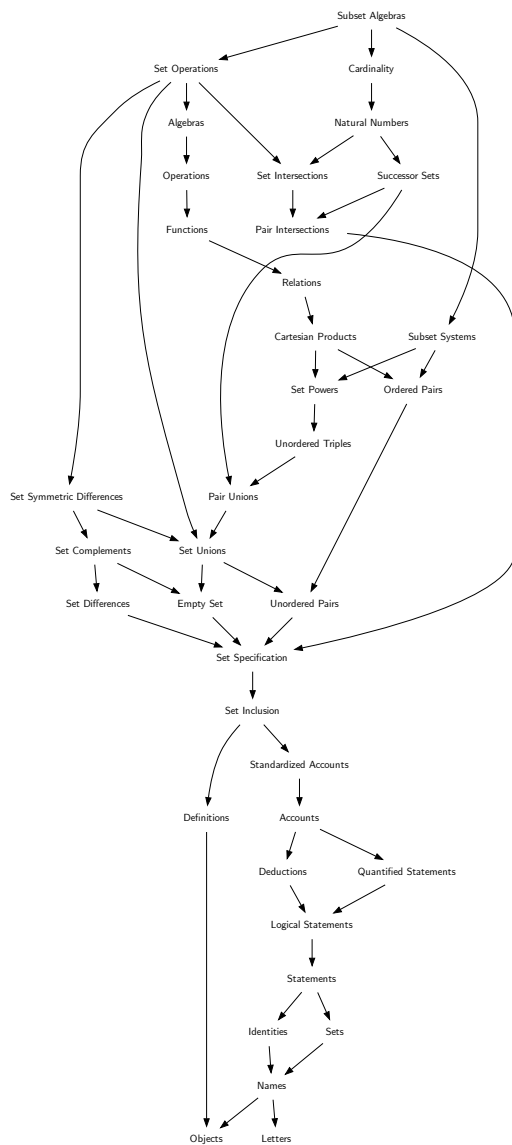 Subset Algebras
Set Operations
Cardinality
Algebras
Natural Numbers
Operations
Set Intersections
Successor Sets
Functions
Pair Intersections
Relations
Cartesian Products
Subset Systems
Set Powers
Ordered Pairs
Unordered Triples
Set Symmetric Differences
Pair Unions
Set Complements
Set Unions
Set Differences
Empty Set
Unordered Pairs
Set Specification
Set Inclusion
Standardized Accounts
Definitions
Accounts
Deductions
Quantified Statements
Logical Statements
Statements
Identities
Sets
Names
Objects
Letters